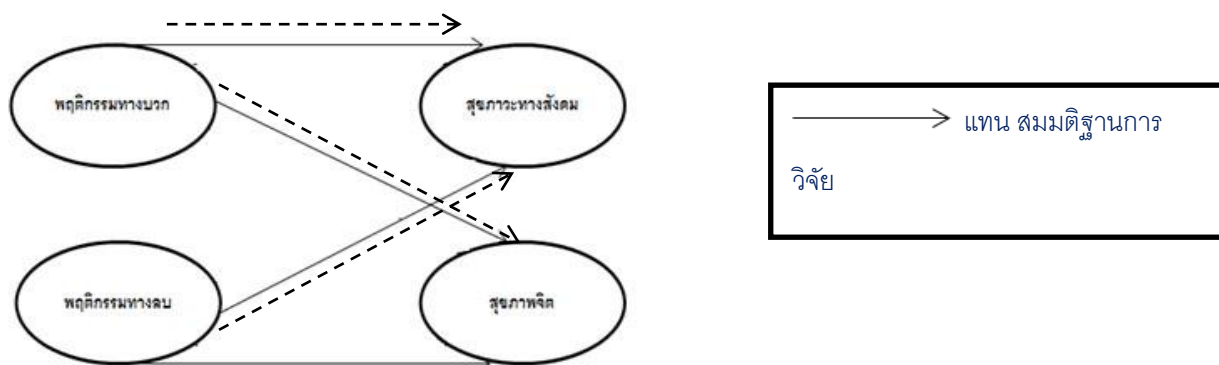 พฤติกรรมทางบวก
สุขภาวะทางสังคม
แทน สมมติฐานการ
วิจัย
พฤติกรรมทางลบ
สุขภาพจิต